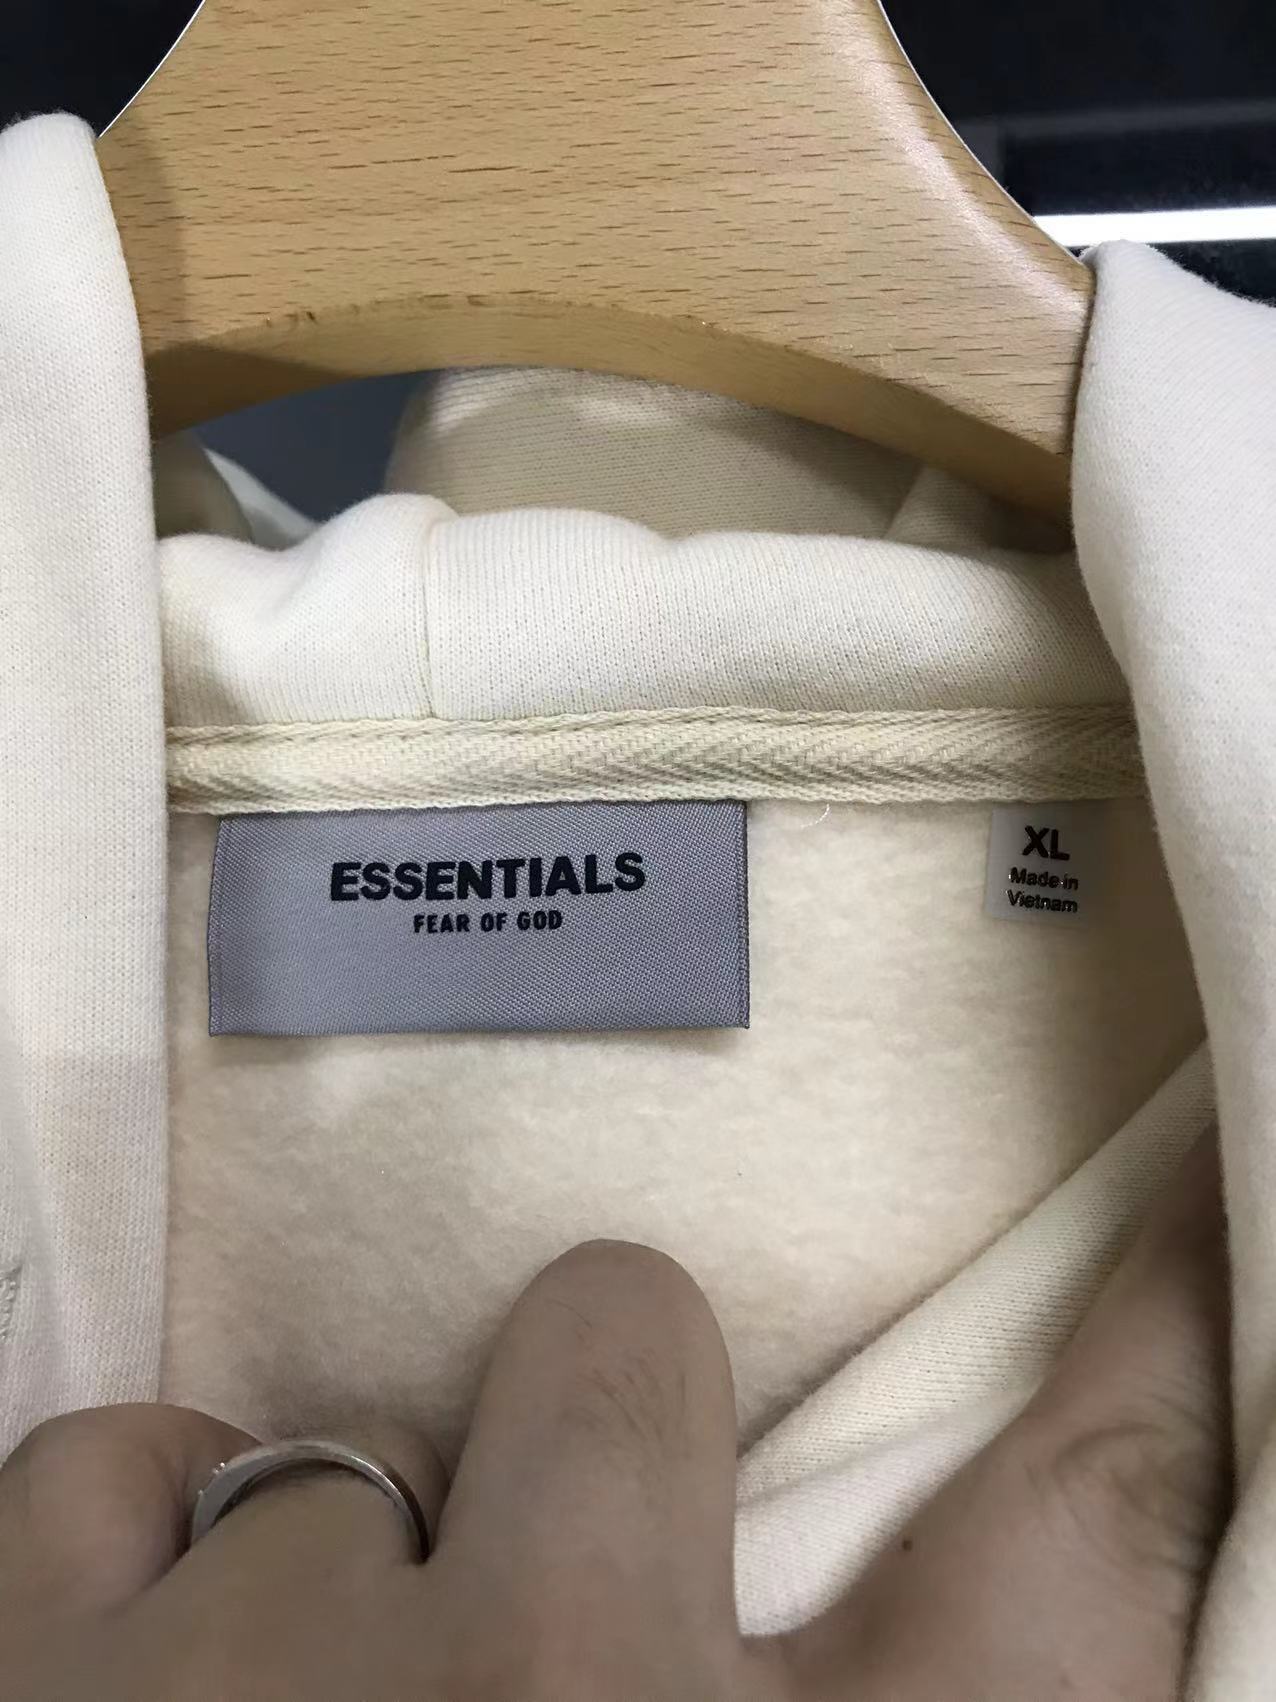 ESSENTIALS
FEAR OF GOD
XL
Made in
Vietnam